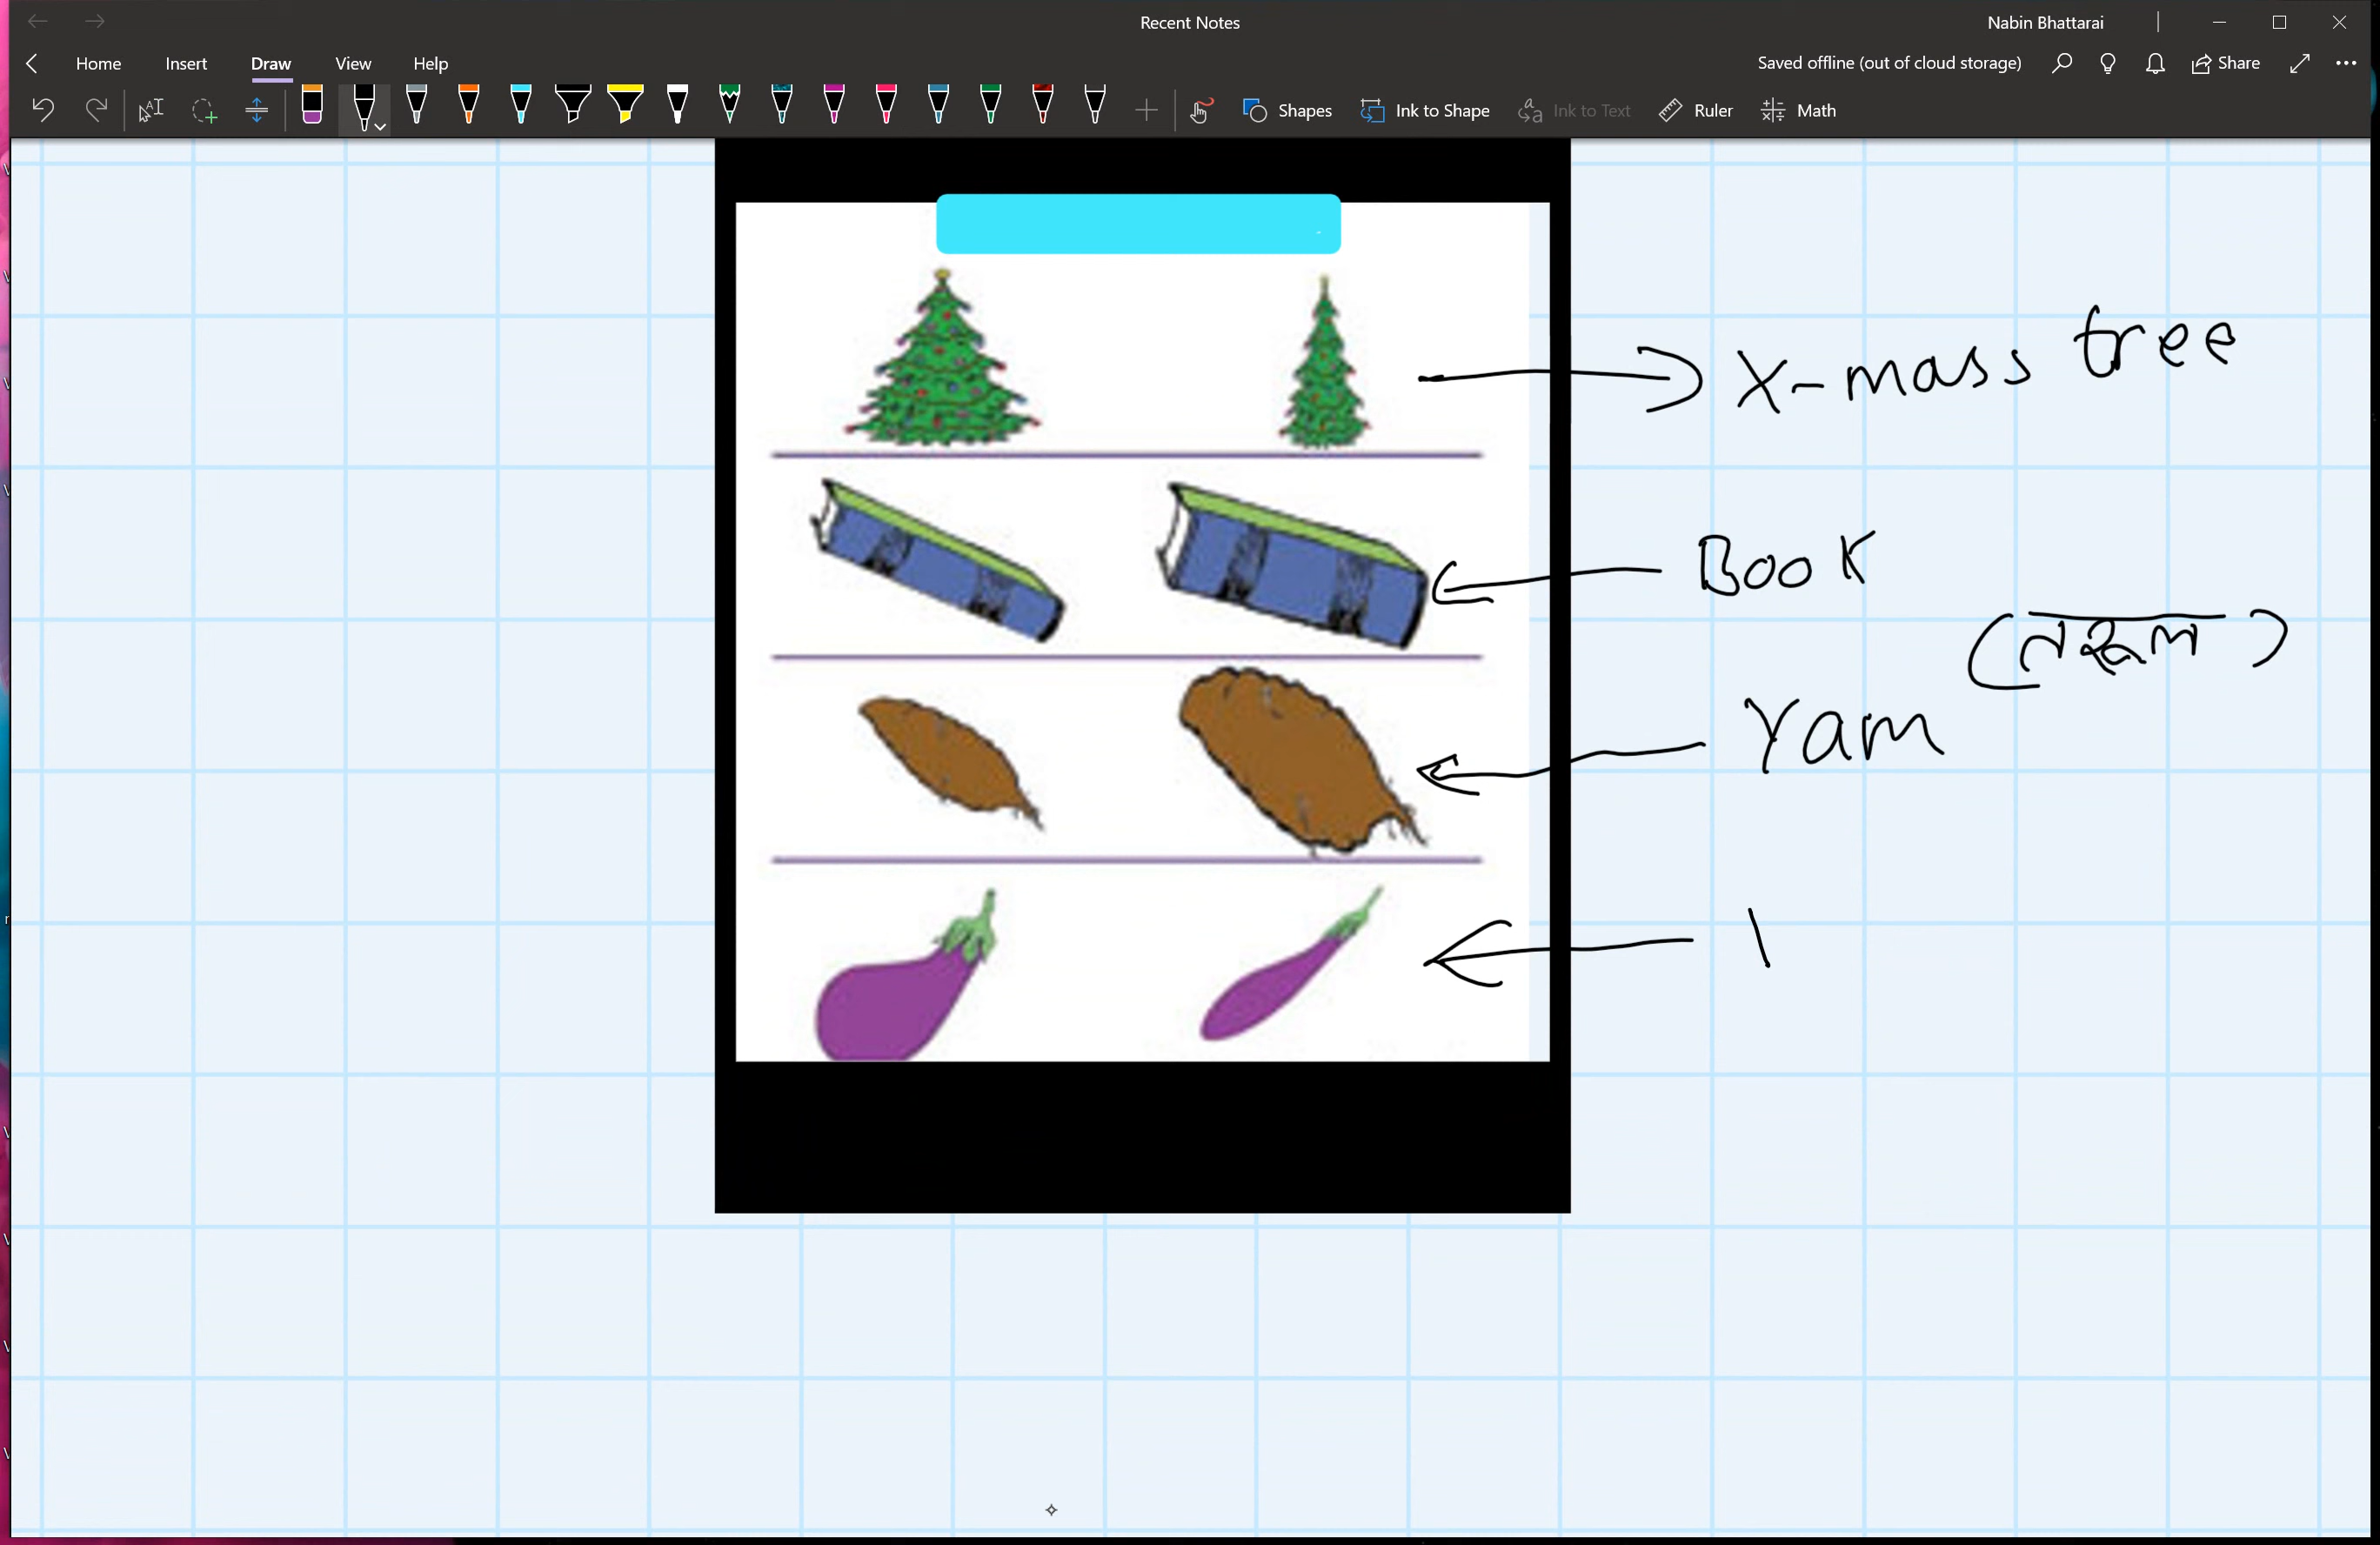 Recent Notes
Nabin Bhattarai
Home Insert Draw View Help
Saved offline (out of cloud storage)
Share
Shapes
Ink to Shape
Ink to Text
Ruler
Math
X-mass tree
Book
Yam